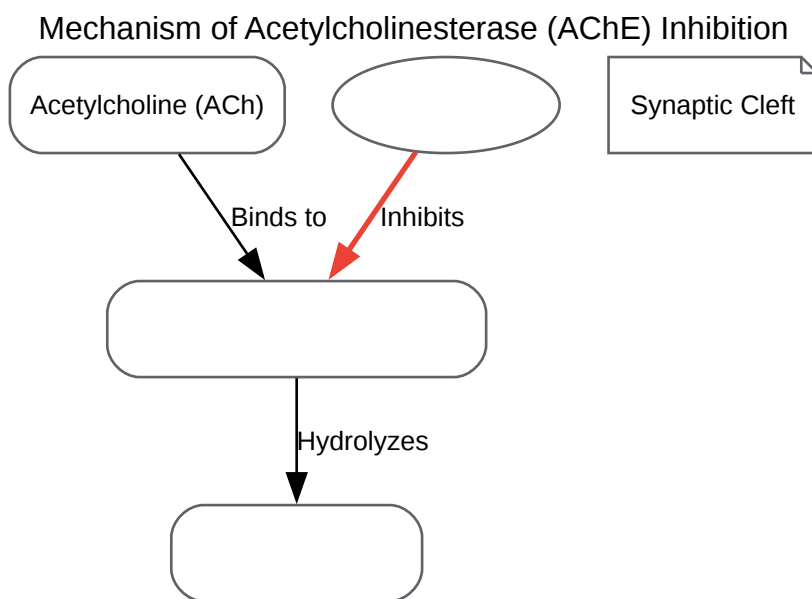 Mechanism of Acetylcholinesterase (AChE) Inhibition
Acetylcholine (ACh)
Synaptic Cleft
Binds to
Inhibits
Hydrolyzes